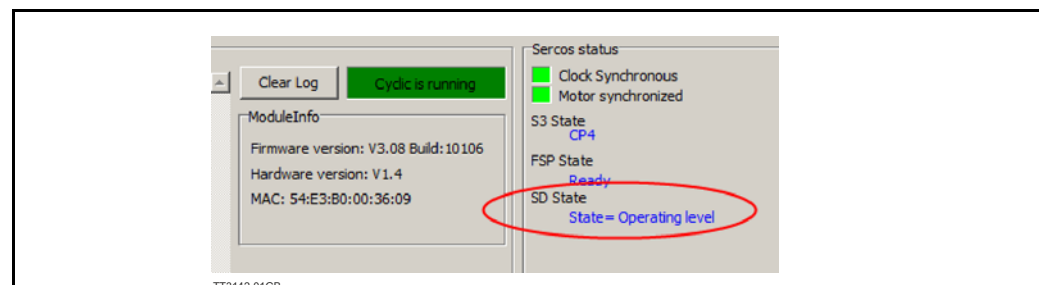 Clear Log
Cyclic is running
ModuleInfo
Firmware version: V3.08 Build:10106
Hardware version: V1.4
MAC: 54:E3:B0:00:36:09
Sercos status
Clock Synchronous
Motor synchronized
S3 State
CP4
FSP State
Ready
SD State
State= Operating level